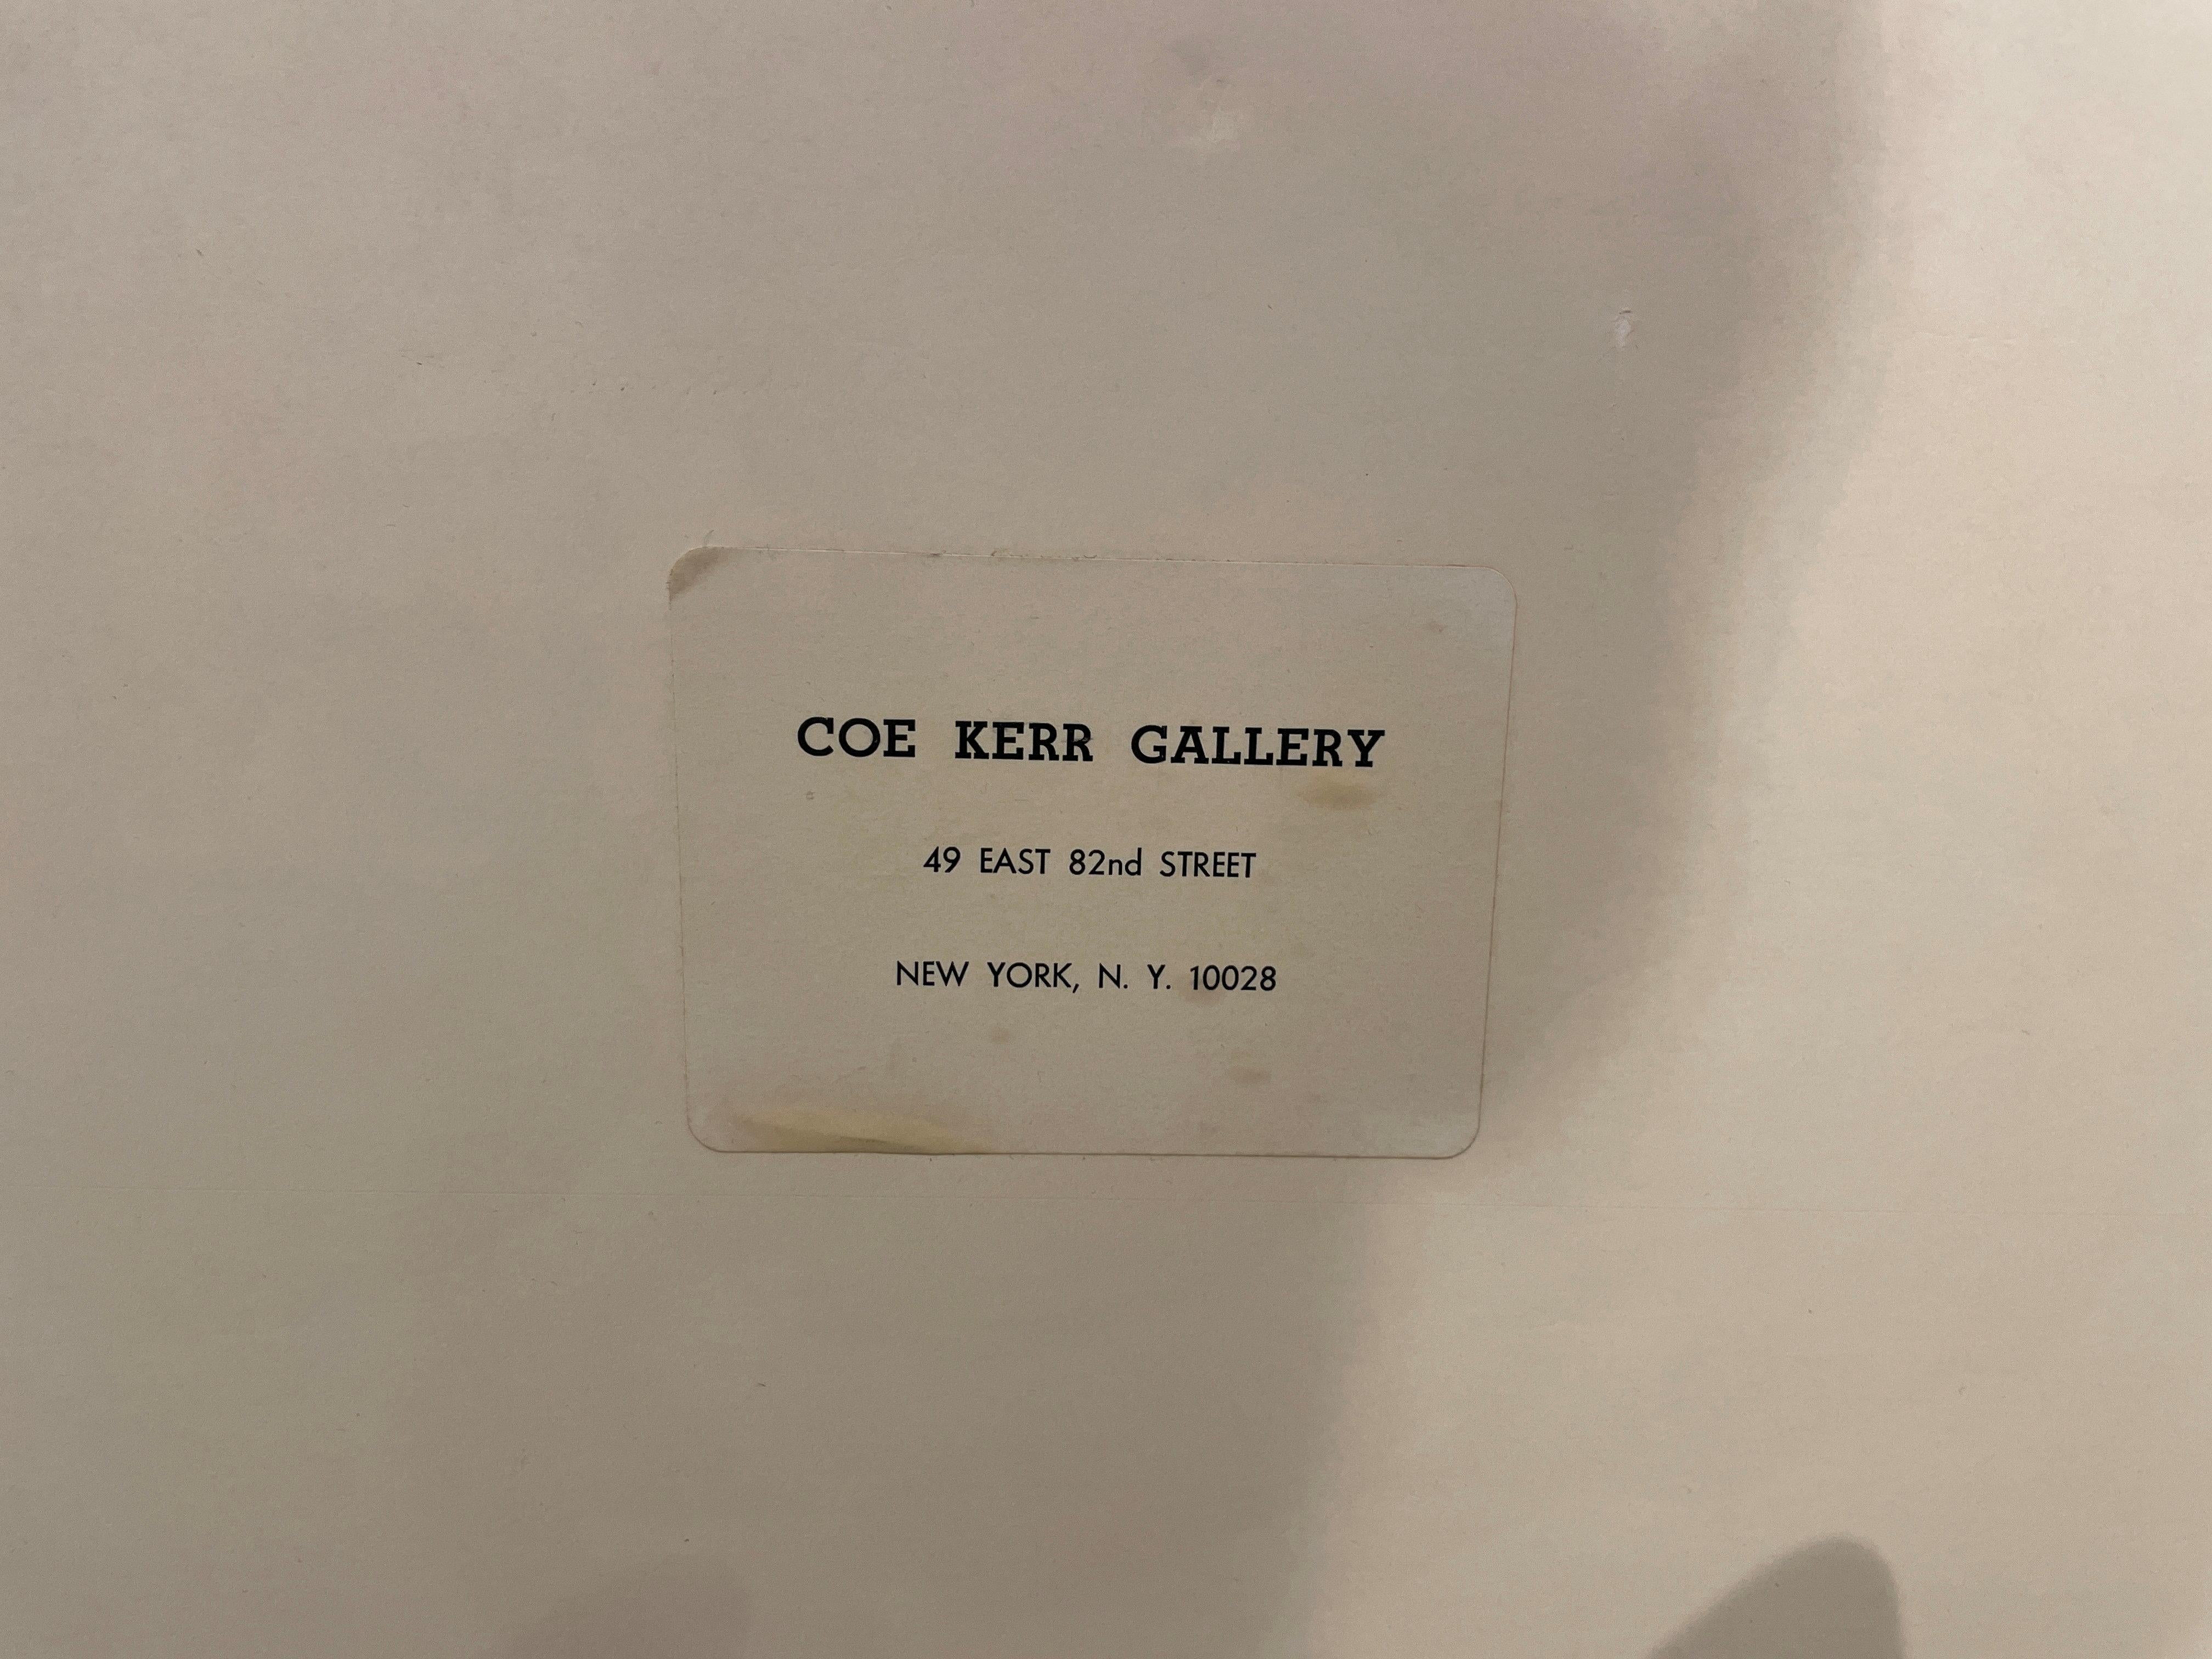 COE KERR GALLERY
49 EAST 82nd STREET
NEW YORK, N. Y. 10028